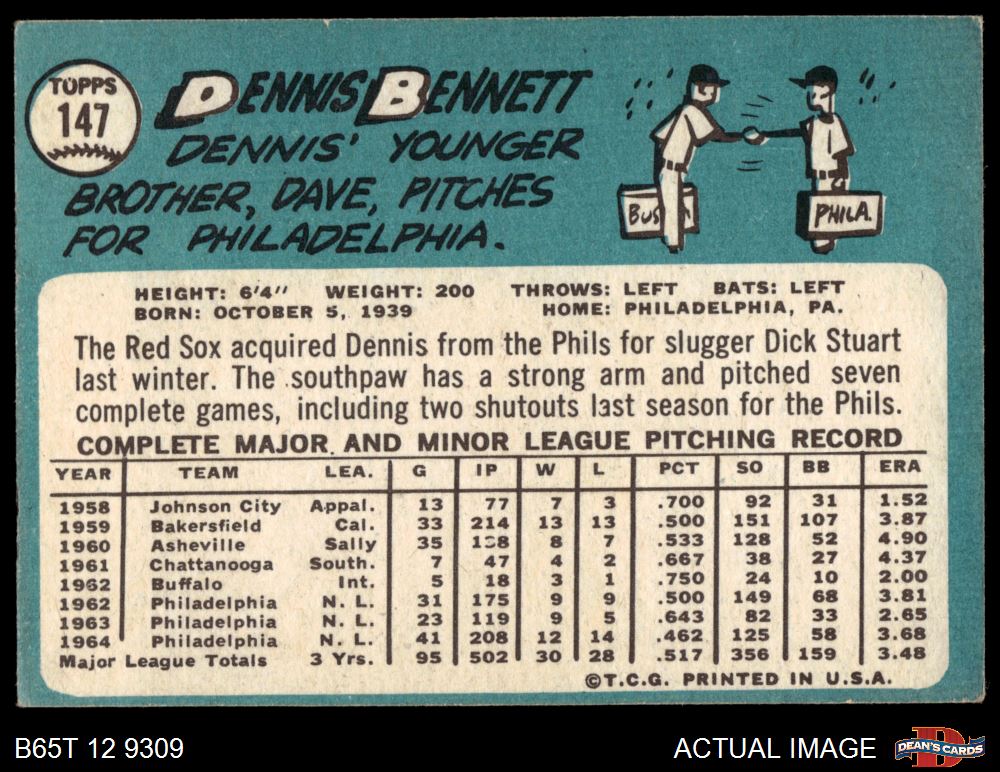 TOPPS
147
DENNIS BENNETT
DENNIS' YOUNGER
BROTHER, DAVE, PITCHES
FOR PHILADELPHIA.
PHILA.
HEIGHT: 6'4" WEIGHT: 200 THROWS: LEFT BATS: LEFT
BORN: OCTOBER 5, 1939 HOME: PHILADELPHIA, PA.
The Red Sox acquired Dennis from the Phils for slugger Dick Stuart
last winter. The southpaw has a strong arm and pitched seven
complete games, including two shutouts last season for the Phils.
COMPLETE MAJOR AND MINOR LEAGUE PITCHING RECORD
YEAR TEAM LEA. G IP W L PCT SO BB ERA
1958 Johnson City Appal. 13 77 7 3 .700 92 31 1.52
1959 Bakersfield Cal. 33 214 13 13 .500 151 107 3.87
1960 Asheville Sally 35 8 7 .533 128 52 4.90
1961 Chattanooga South. 7 47 4 2 .667 38 27 4.37
1962 Buffalo Int. 5 18 3 1 .750 24 10 2.00
1962 Philadelphia N. L. 31 175 9 9 .500 149 68 3.81
1963 Philadelphia N. L. 23 119 9 5 .643 82 33 2.65
1964 Philadelphia N. L. 41 208 12 14 .462 125 58 3.68
Major League Totals 3 Yrs. 95 502 30 28 .517 356 159 3.48
©T.C.G. PRINTED IN U.S.A.
B65T 12 9309 ACTUAL IMAGE
DEAN'S CARDS